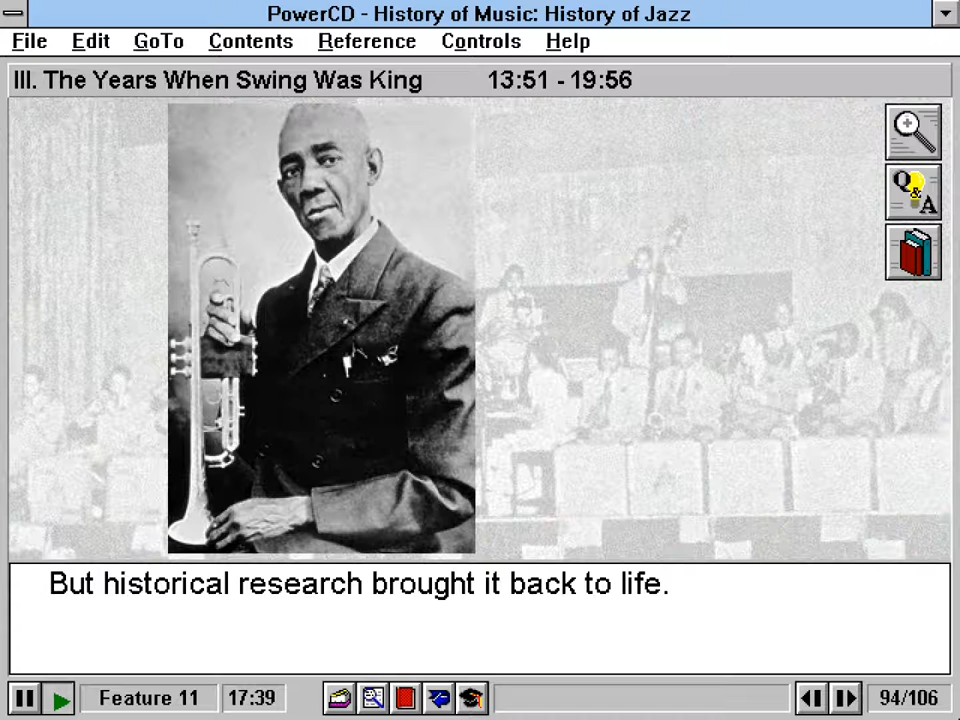 PowerCD - History of Music: History of Jazz
File Edit GoTo Contents Reference Controls Help
III. The Years When Swing Was King 13:51 - 19:56
Q&A
But historical research brought it back to life.
Feature 11 17:39 94/106